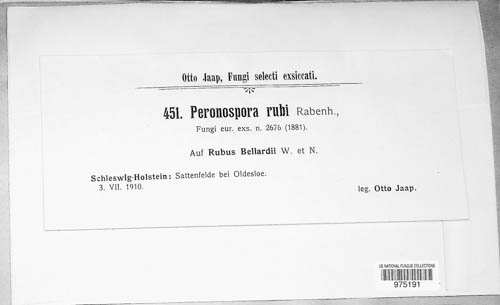 Otto Jaap, Fungi selecti exsiccati.
451. Peronospora rubi Rabenh.,
Fungi eur. exs. n. 2676 (1881).
Auf Rubus Bellardii W. et N.
Schleswig-Holstein: Sattenfelde bei Oldesloe.
3. VII. 1910.
leg. Otto Jaap.
US NATIONAL FUNGUS COLLECTIONS
975191